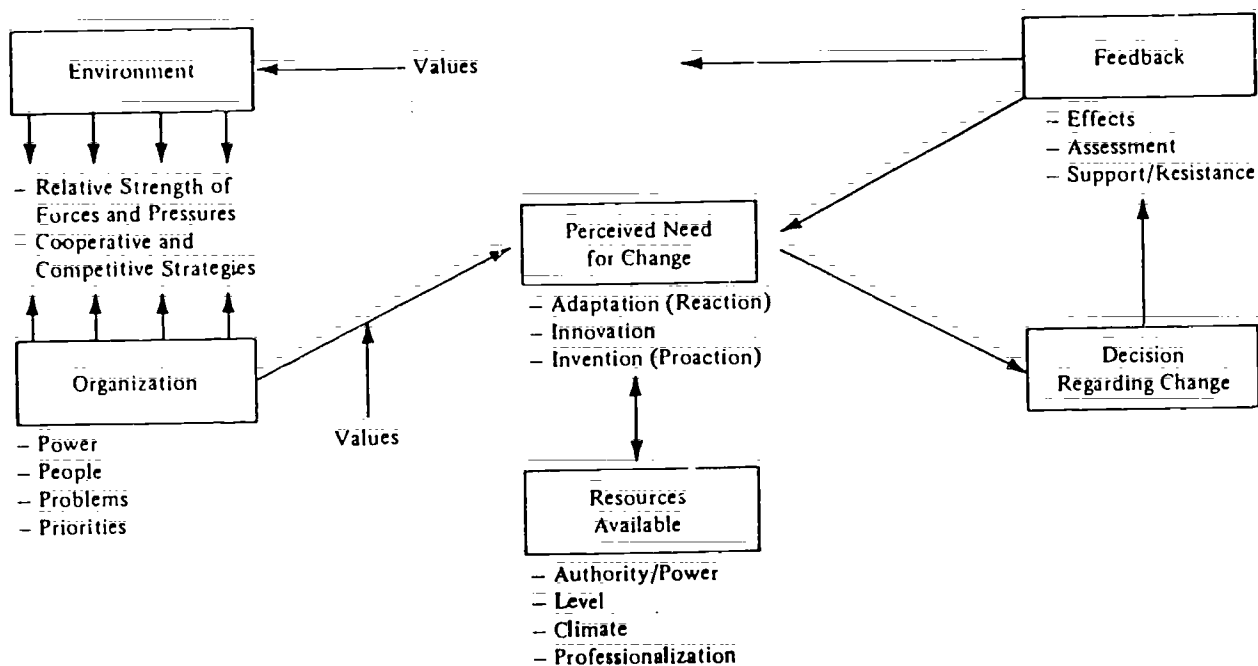 Environment
– Values
Feedback
– Effects
– Assessment
– Support/Resistance
– Relative Strength of
Forces and Pressures
– Cooperative and
Competitive Strategies
Perceived Need
for Change
– Adaptation (Reaction)
– Innovation
– Invention (Proaction)
Organization
– Power
– People
– Problems
– Priorities
Values
Decision
Regarding Change
Resources
Available
– Authority/Power
– Level
– Climate
– Professionalization